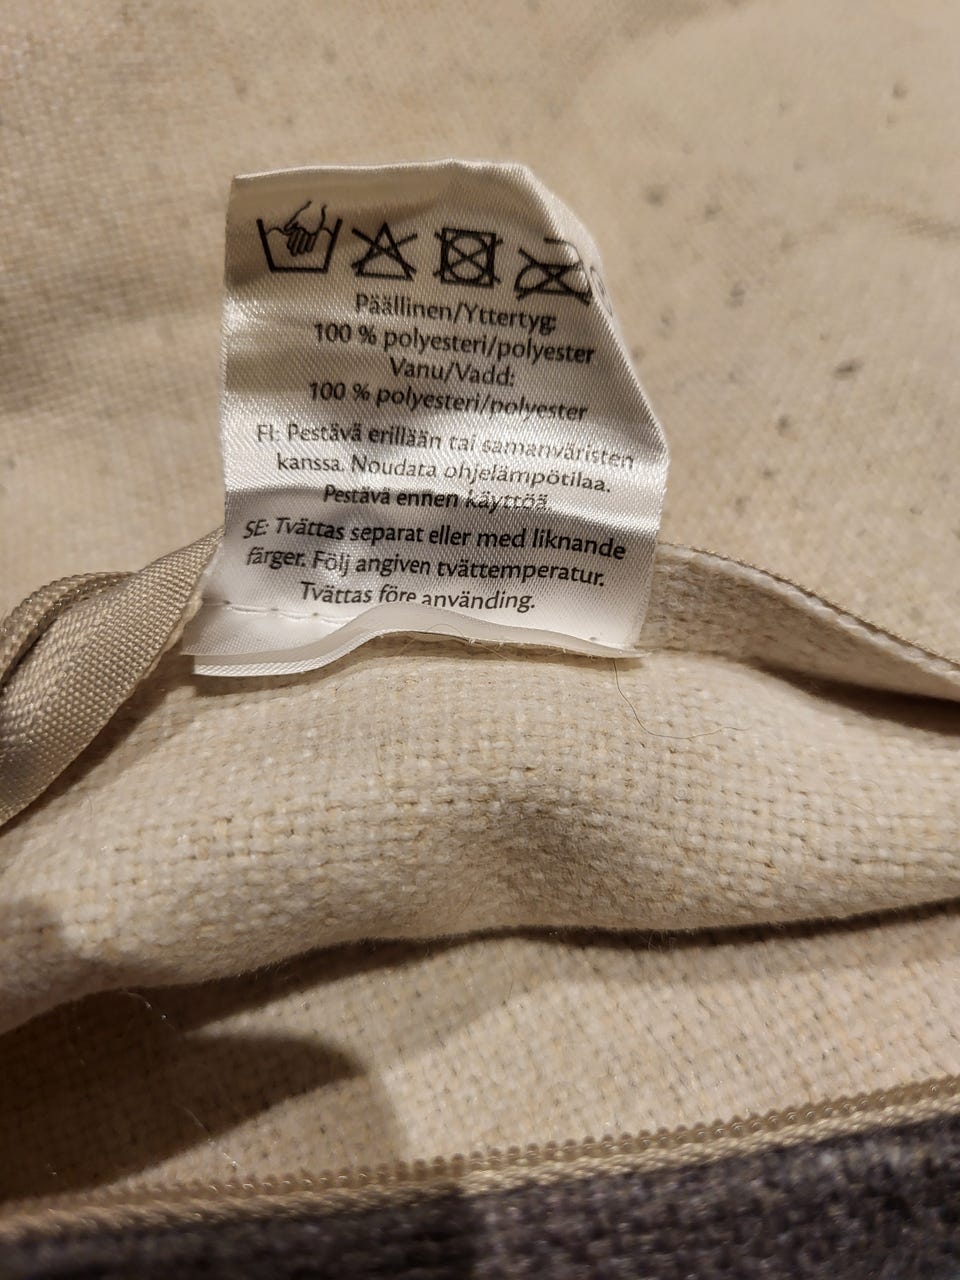 Päällinen/Yttertyg:
100 % polyesteri/polyester
Vanu/Vadd:
100 % polyesteri/polyester
FI: Pestävä erillään tai samanväristen
kanssa. Noudata ohjelämpötilaa.
Pestävä ennen käyttöä.
SE: Tvättas separat eller med liknande
färger. Följ angiven tvättemperatur.
Tvättas före användning.